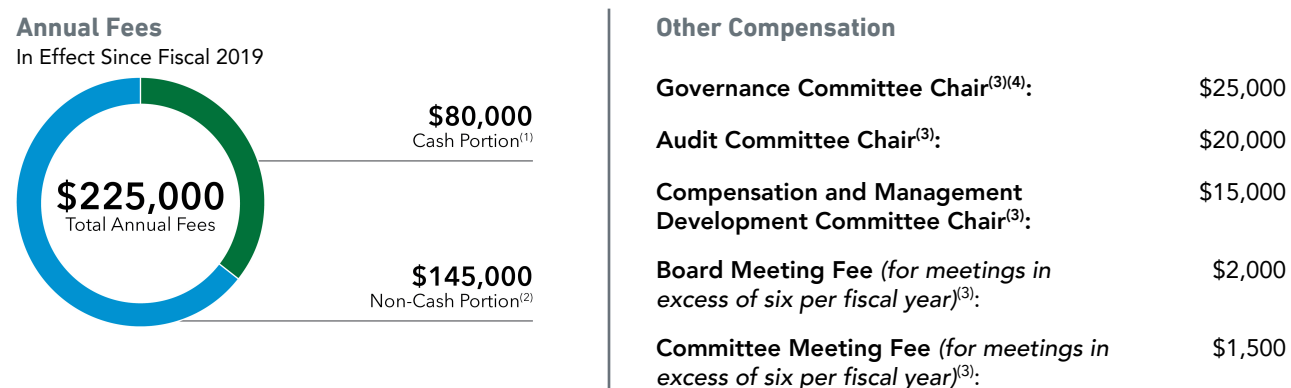 Annual Fees
In Effect Since Fiscal 2019
$80,000
Cash Portion(1)
$225,000
Total Annual Fees
$145,000
Non-Cash Portion(2)
Other Compensation
Governance Committee Chair(3)(4): $25,000
Audit Committee Chair(3): $20,000
Compensation and Management $15,000
Development Committee Chair(3):
Board Meeting Fee (for meetings in $2,000
excess of six per fiscal year)(3):
Committee Meeting Fee (for meetings in $1,500
excess of six per fiscal year)(3):